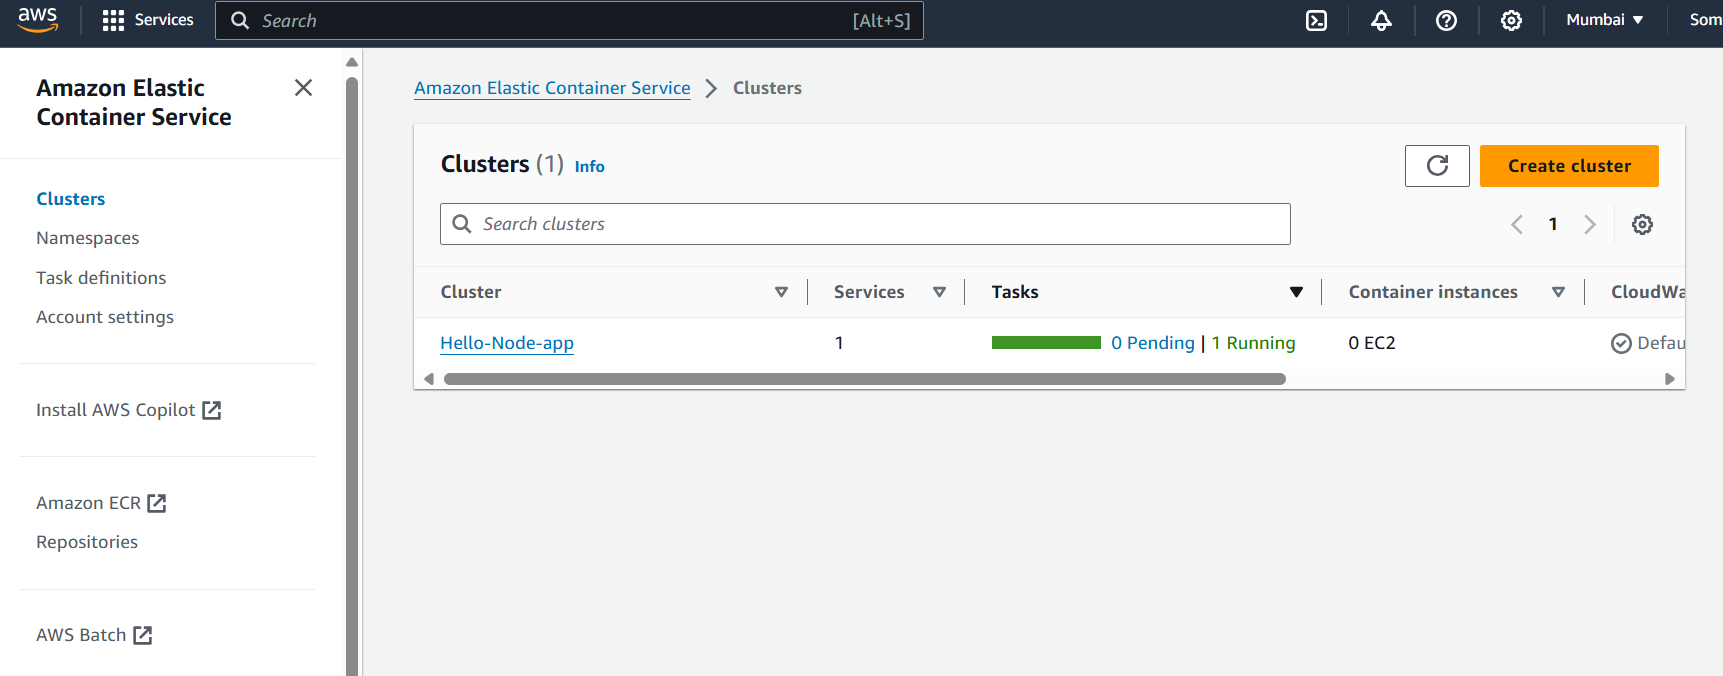 aws
Services
Search [Alt+S]
Mumbai
Som
Amazon Elastic
Container Service
Clusters
Namespaces
Task definitions
Account settings
Install AWS Copilot
Amazon ECR
Repositories
AWS Batch
Amazon Elastic Container Service > Clusters
Clusters (1) Info
Create cluster
Search clusters
1
Cluster Services Tasks Container instances CloudWa
Hello-Node-app 1 0 Pending | 1 Running 0 EC2 Defau